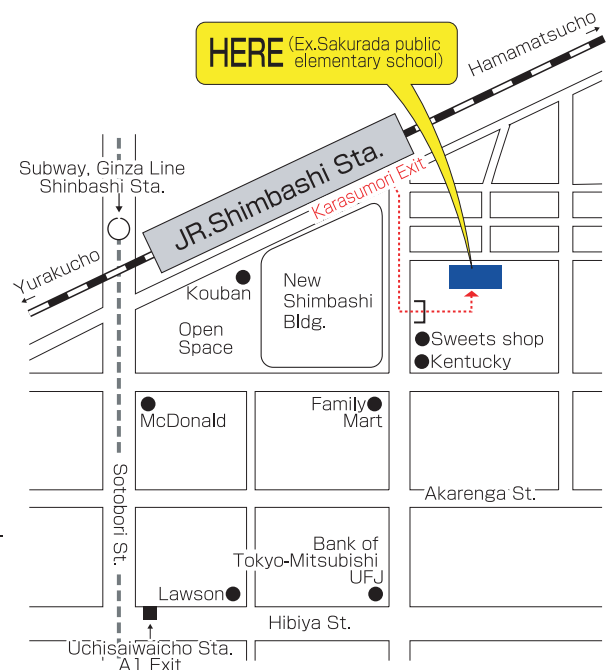 HERE (Ex.Sakurada public
elementary school)
Hamamatsucho
Subway, Ginza Line
Shinbashi Sta.
JR.Shimbashi Sta.
Karasumori Exit
Yurakucho
Kouban
New
Shimbashi
Bldg.
Open
Space
Sweets shop
Kentucky
McDonald
Family
Mart
Sotobori St.
Akarenga St.
Bank of
Tokyo-Mitsubishi
UFJ
Lawson
Hibiya St.
Uchisaiwaicho Sta.
A1 Exit